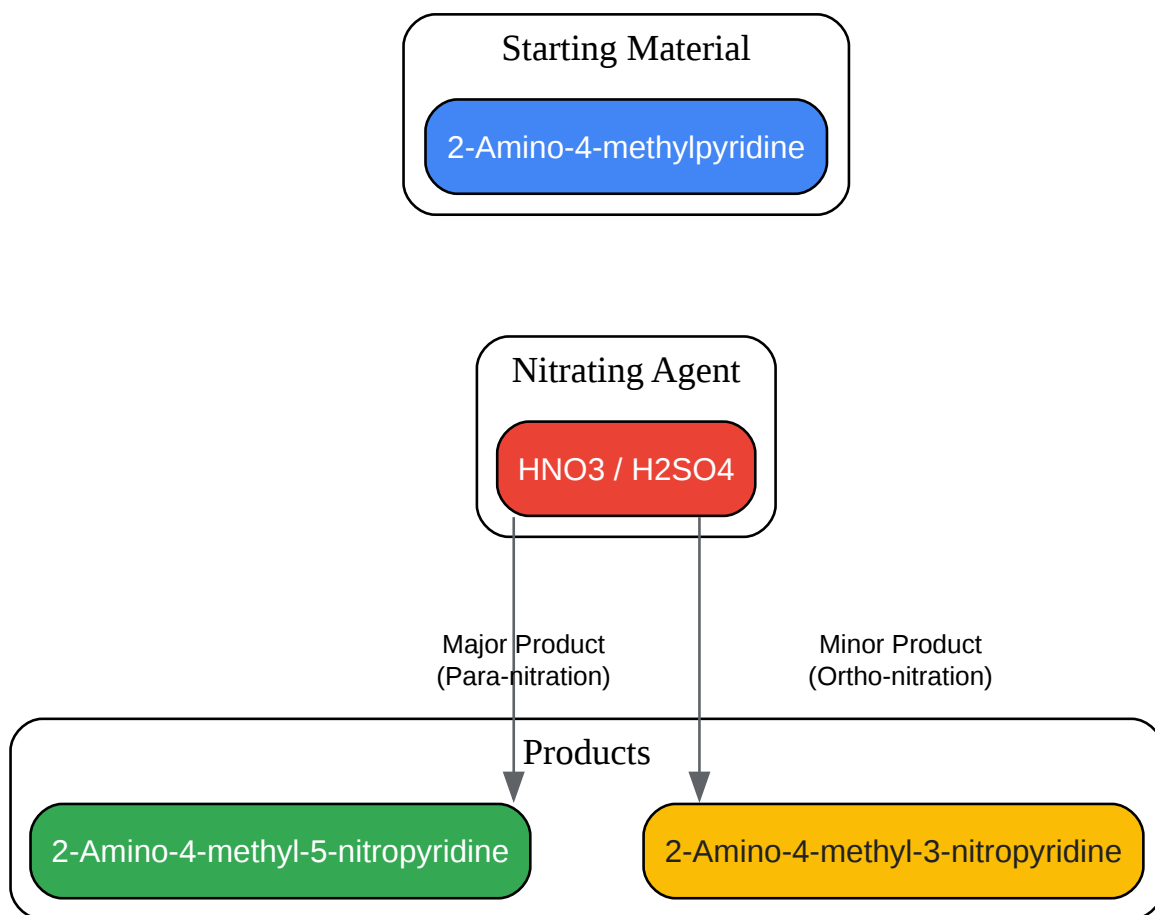 Starting Material
2-Amino-4-methylpyridine
Nitrating Agent
HNO3 / H2SO4
Major Product
(Para-nitration)
Minor Product
(Ortho-nitration)
Products
2-Amino-4-methyl-5-nitropyridine
2-Amino-4-methyl-3-nitropyridine